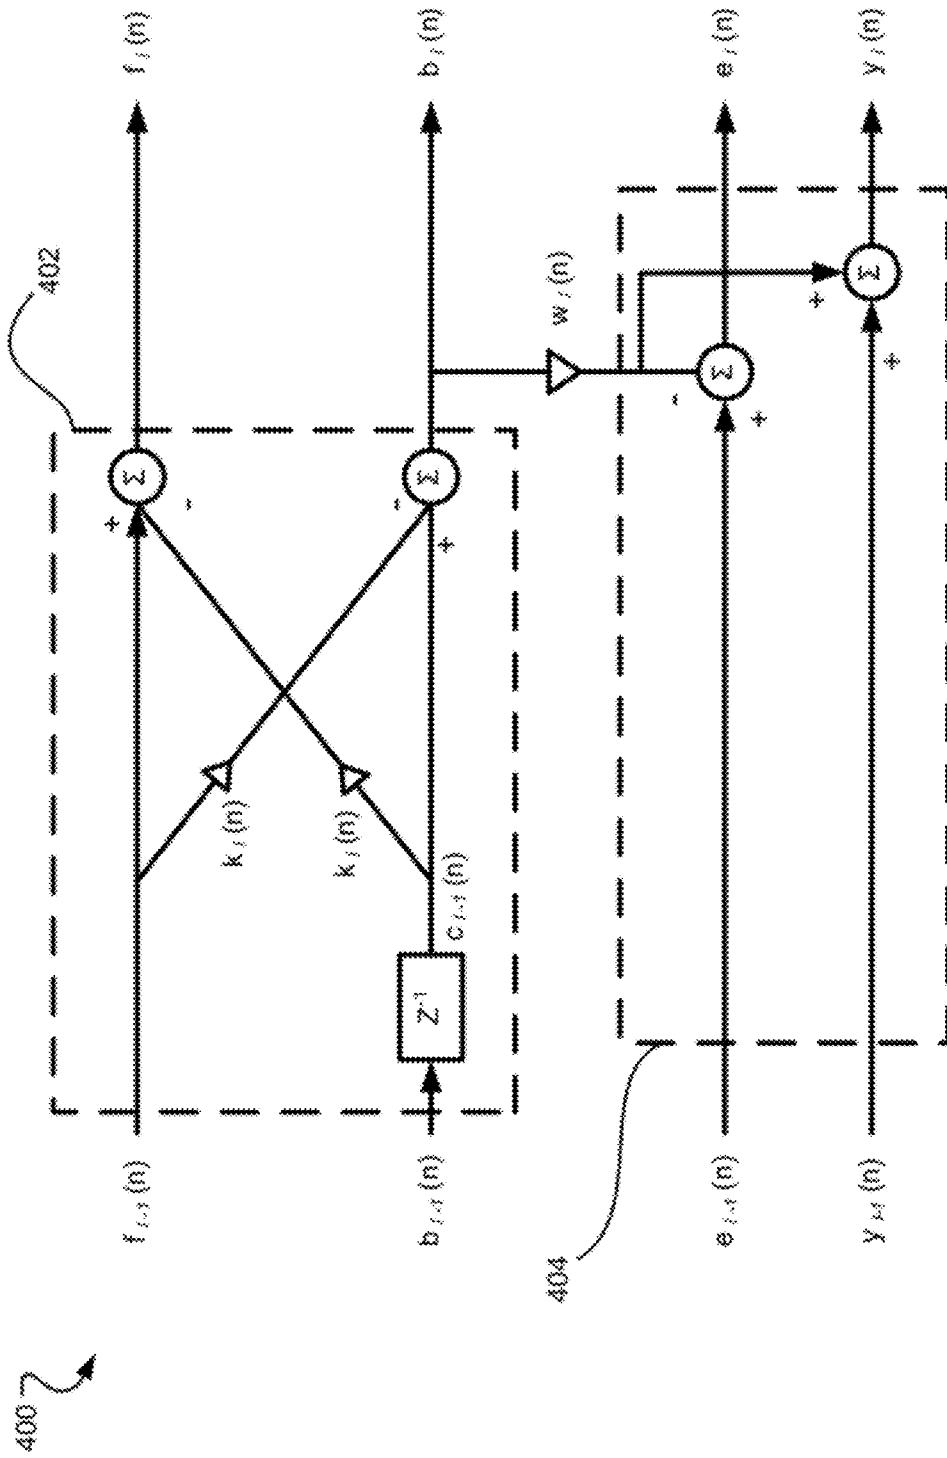 400
402
f i-1 (n)
+
Σ
-
f i (n)
k i (n)
k i (n)
b i-1 (n)
Z⁻¹
c i-1 (n)
+
-
Σ
b i (n)
w i (n)
404
e i-1 (n)
+
-
Σ
e i (n)
y i-1 (n)
+
+
Σ
y i (n)